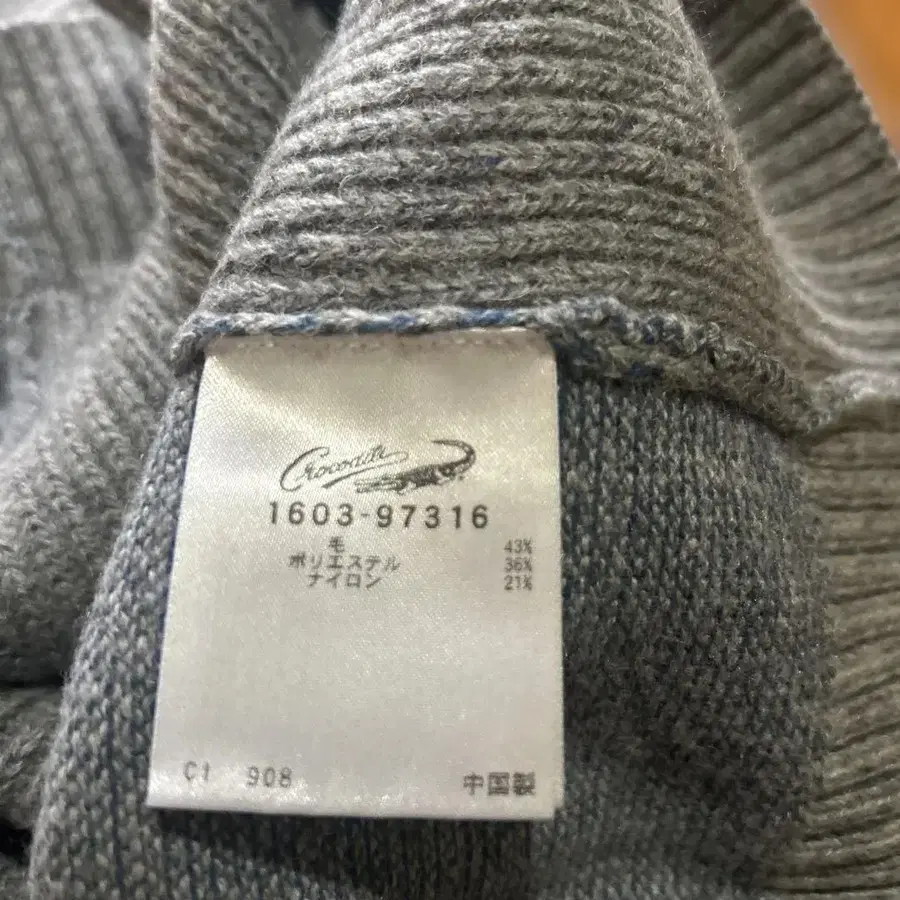 Crocodile
1603-97316
毛 43%
ポリエステル 36%
ナイロン 21%
C1 908 中国製